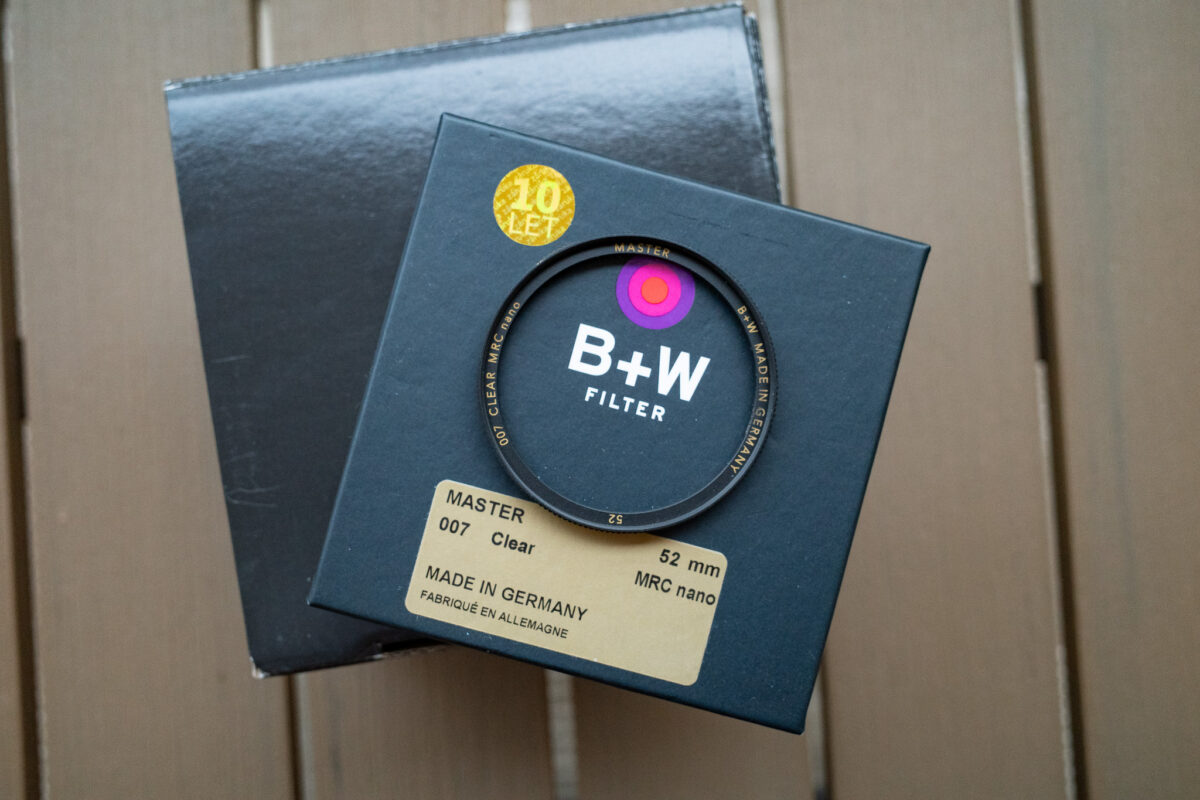 10
LET
MASTER
007 CLEAR MRC nano
B+W MADE IN GERMANY
52
B+W
FILTER
MASTER
007 Clear
52 mm
MRC nano
MADE IN GERMANY
FABRIQUÉ EN ALLEMAGNE